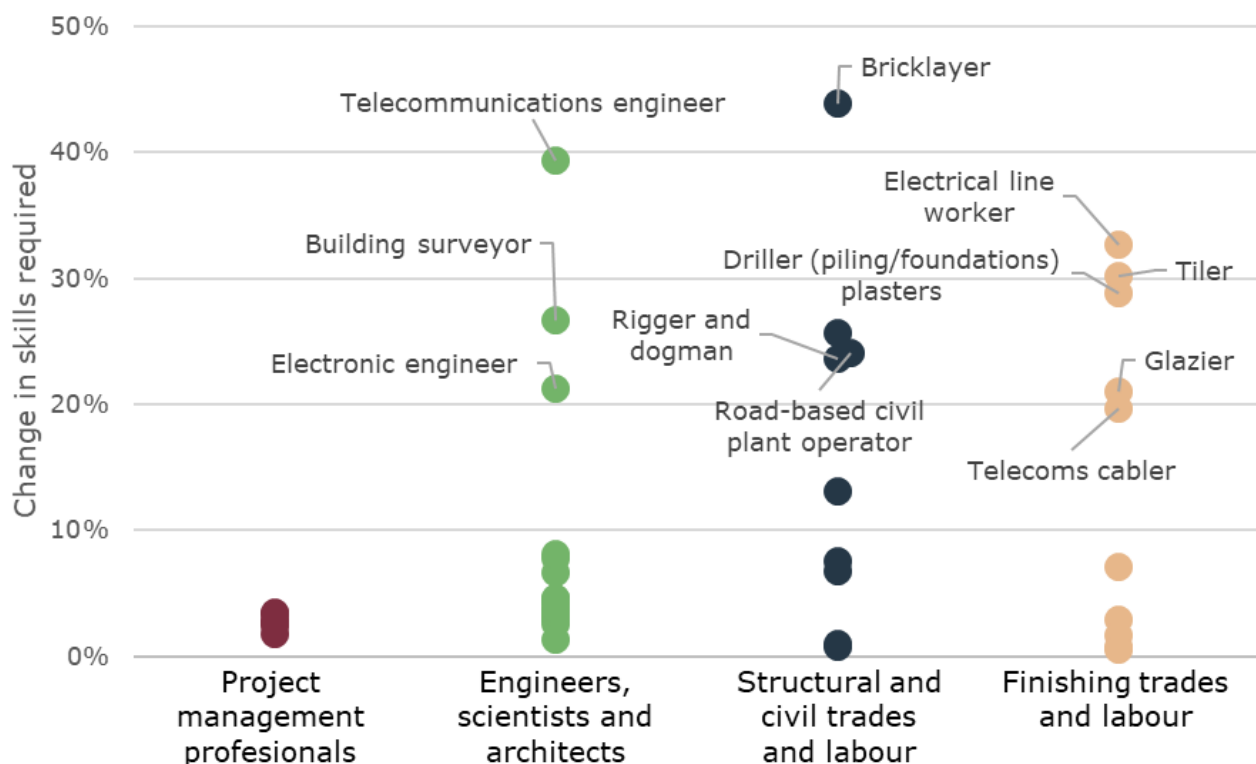 50%
40%
30%
20%
10%
0%
Change in skills required
Telecommunications engineer
Building surveyor
Electronic engineer
Bricklayer
Rigger and
dogman
Road-based civil
plant operator
Electrical line
worker
Driller (piling/foundations)
plasters
Tiler
Glazier
Telecoms cabler
Project
management
profesionals
Engineers,
scientists and
architects
Structural and
civil trades
and labour
Finishing trades
and labour